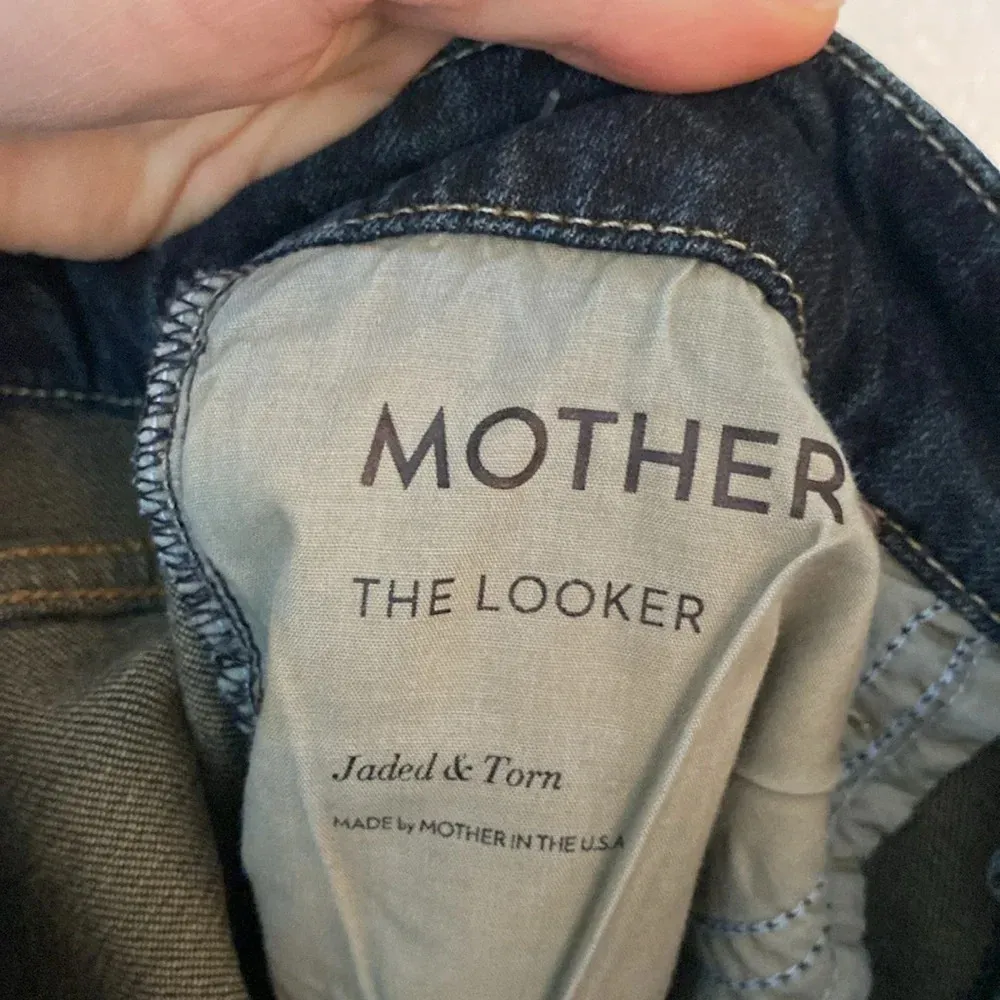 MOTHER
THE LOOKER
Jaded & Torn
MADE by MOTHER IN THE U.S.A